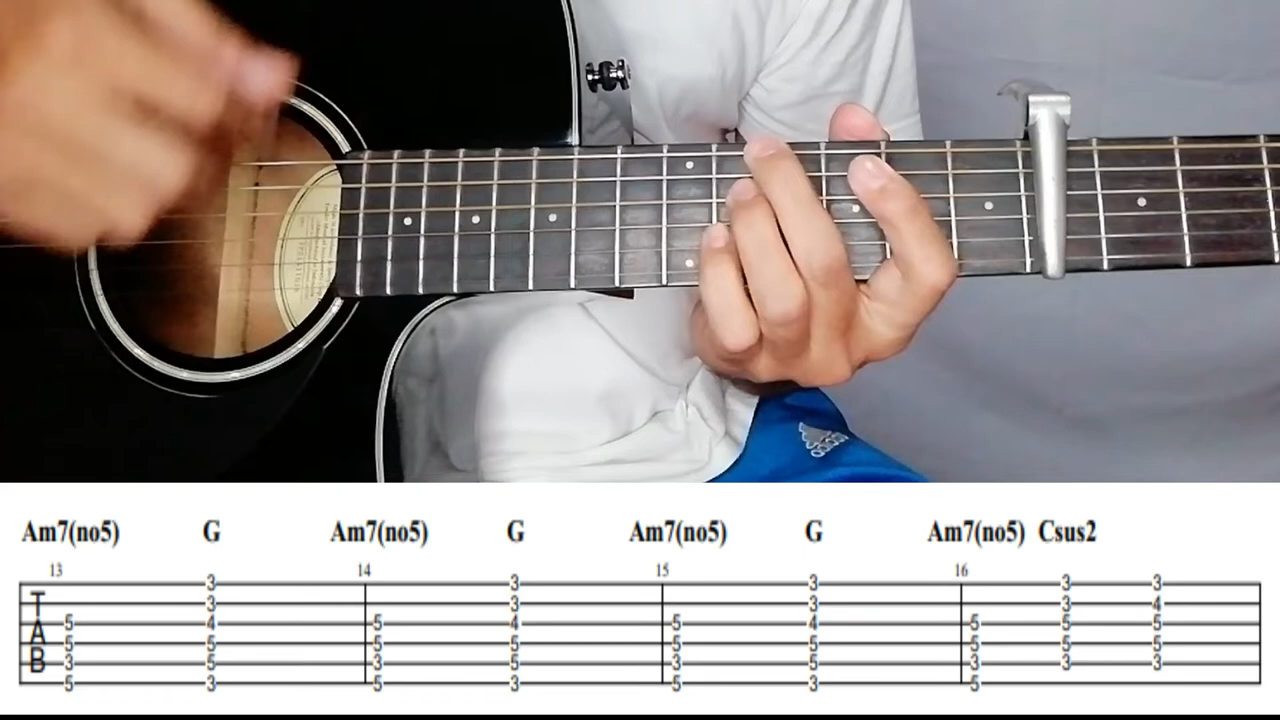 Am7(no5) G Am7(no5) G Am7(no5) G Am7(no5) Csus2
13 14 15 16
3 3 3 3 3
T 3 3 3 3 4
5 4 5 4 5 4 5 5 5
A 5 5 5 5 5 5 5 5 5
B 3 5 3 5 3 5 3 3 3
5 3 5 3 5 3 5
adidas